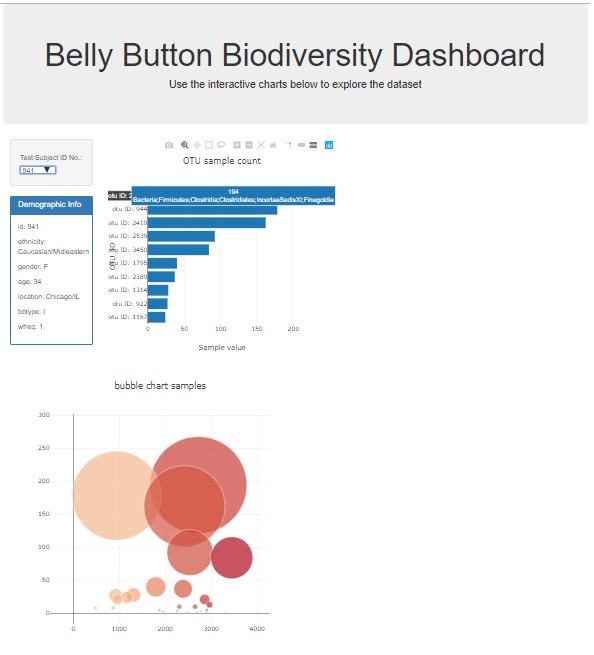 Belly Button Biodiversity Dashboard
Use the interactive charts below to explore the dataset
Test Subject ID No.:
941
Demographic Info
id: 941
ethnicity:
Caucasian/Midleastern
gender: F
age: 34
location: Chicago/IL
bbtype: I
wfreq: 1
OTU sample count
otu ID: 2
194
Bacteria;Firmicutes;Clostridia;Clostridiales;IncertaeSedisXI;Finegoldia
otu ID: 944
otu ID: 2419
otu ID: 2539
otu ID: 3450
otu ID: 1795
otu ID: 2389
otu ID: 1314
otu ID: 922
otu ID: 1167
OTU_ID
0 50 100 150 200
Sample value
bubble chart samples
300
250
200
150
100
50
0
0 1000 2000 3000 4000